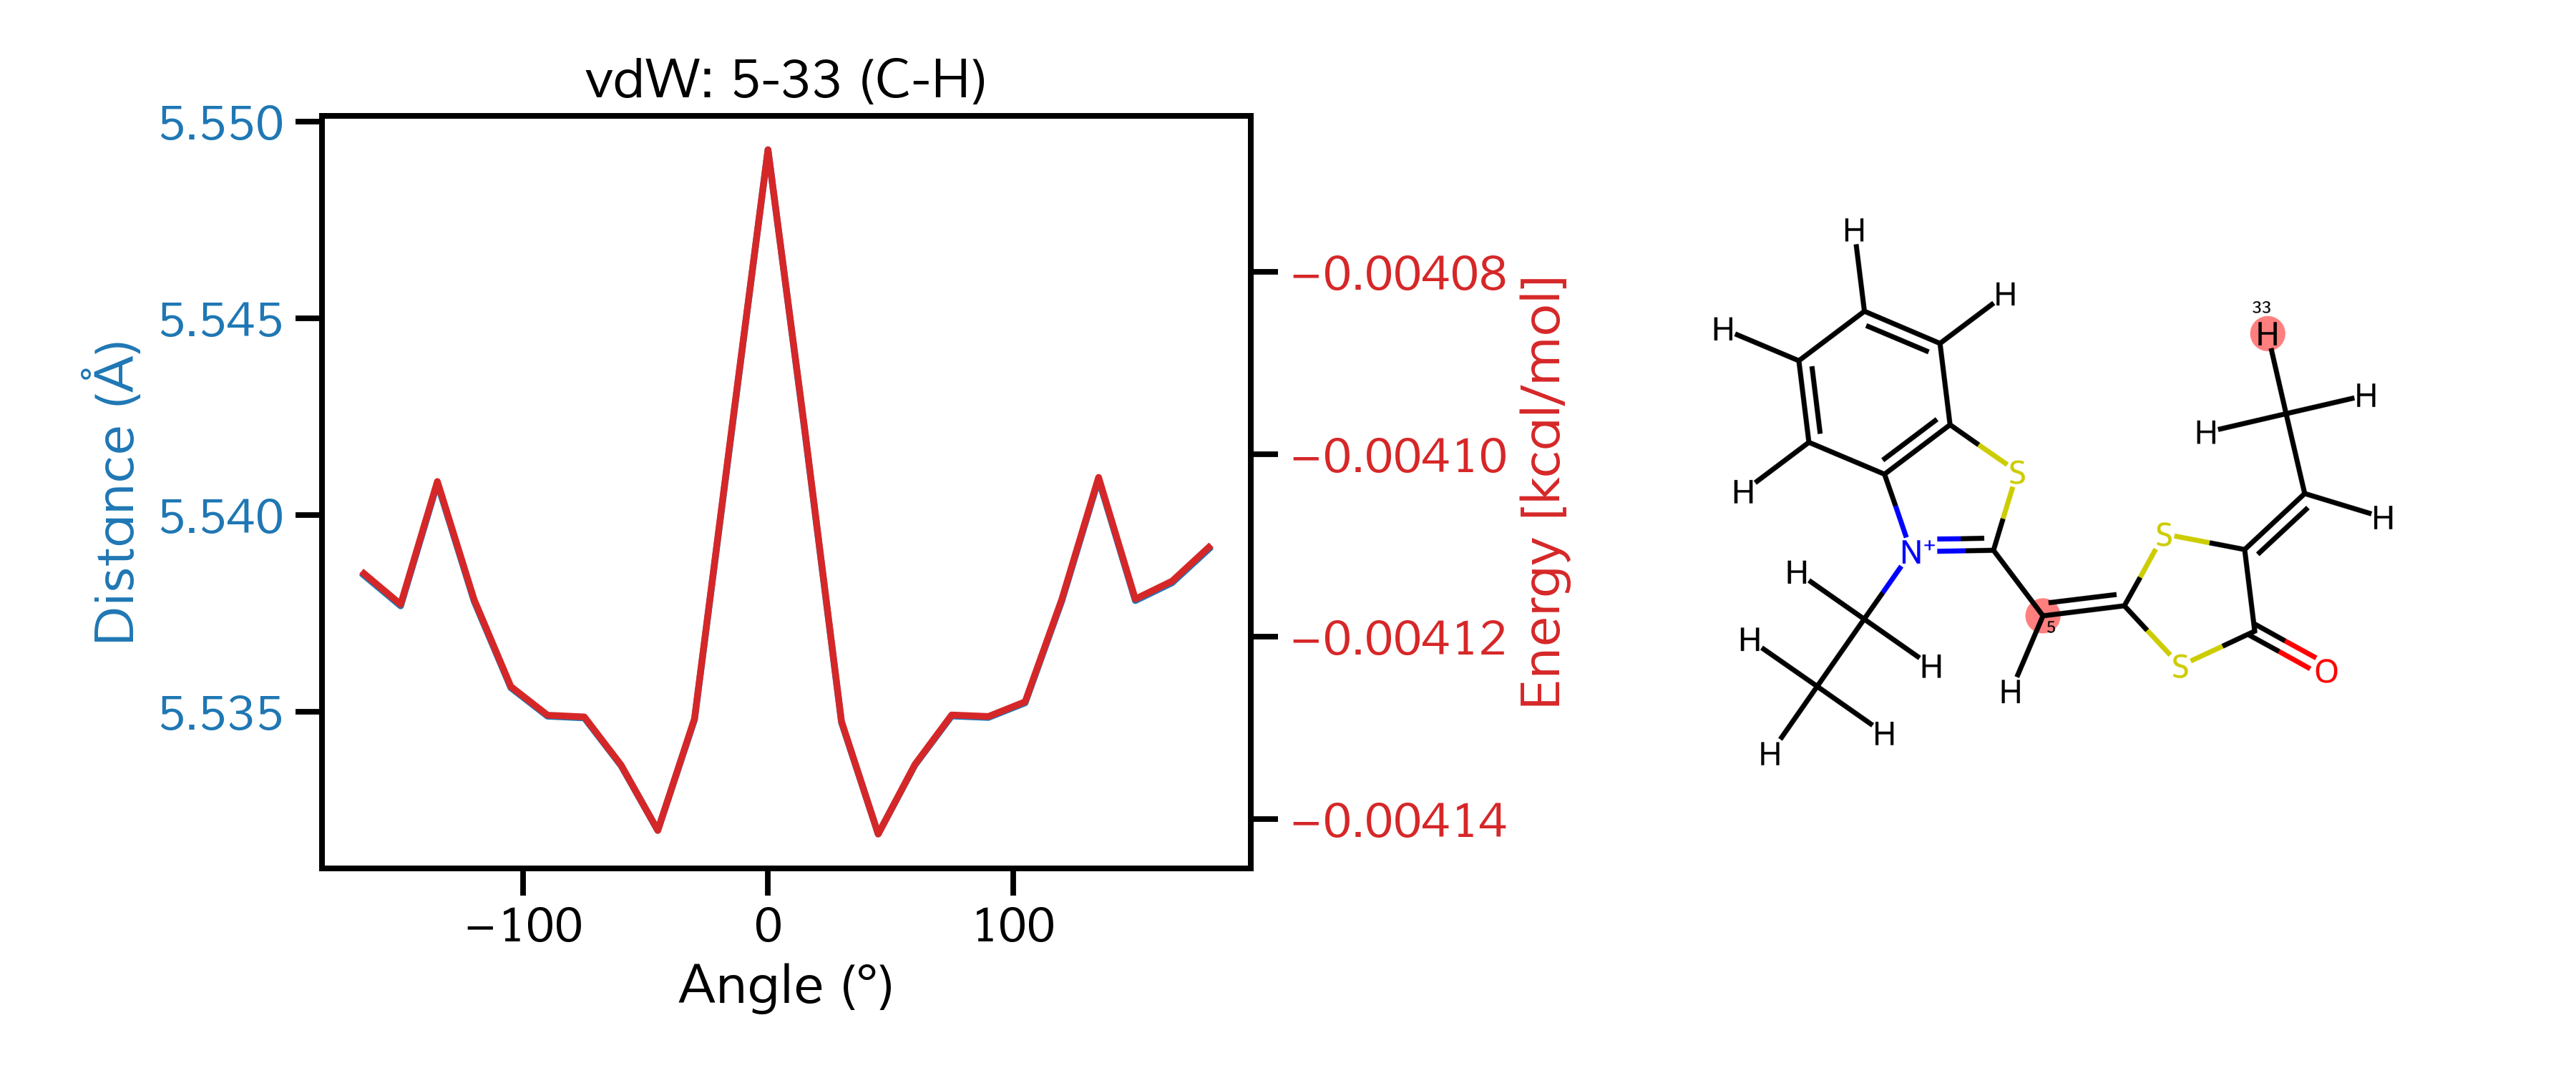 vdW: 5-33 (C-H)
5.550
5.545
5.540
5.535
Distance (Å)
−100
0
100
Angle (°)
−0.00408
−0.00410
−0.00412
−0.00414
Energy [kcal/mol]
H
H
H
33
H
H
H
H
H
S
H
S
N+
H
5
H
H
S
O
H
H
H